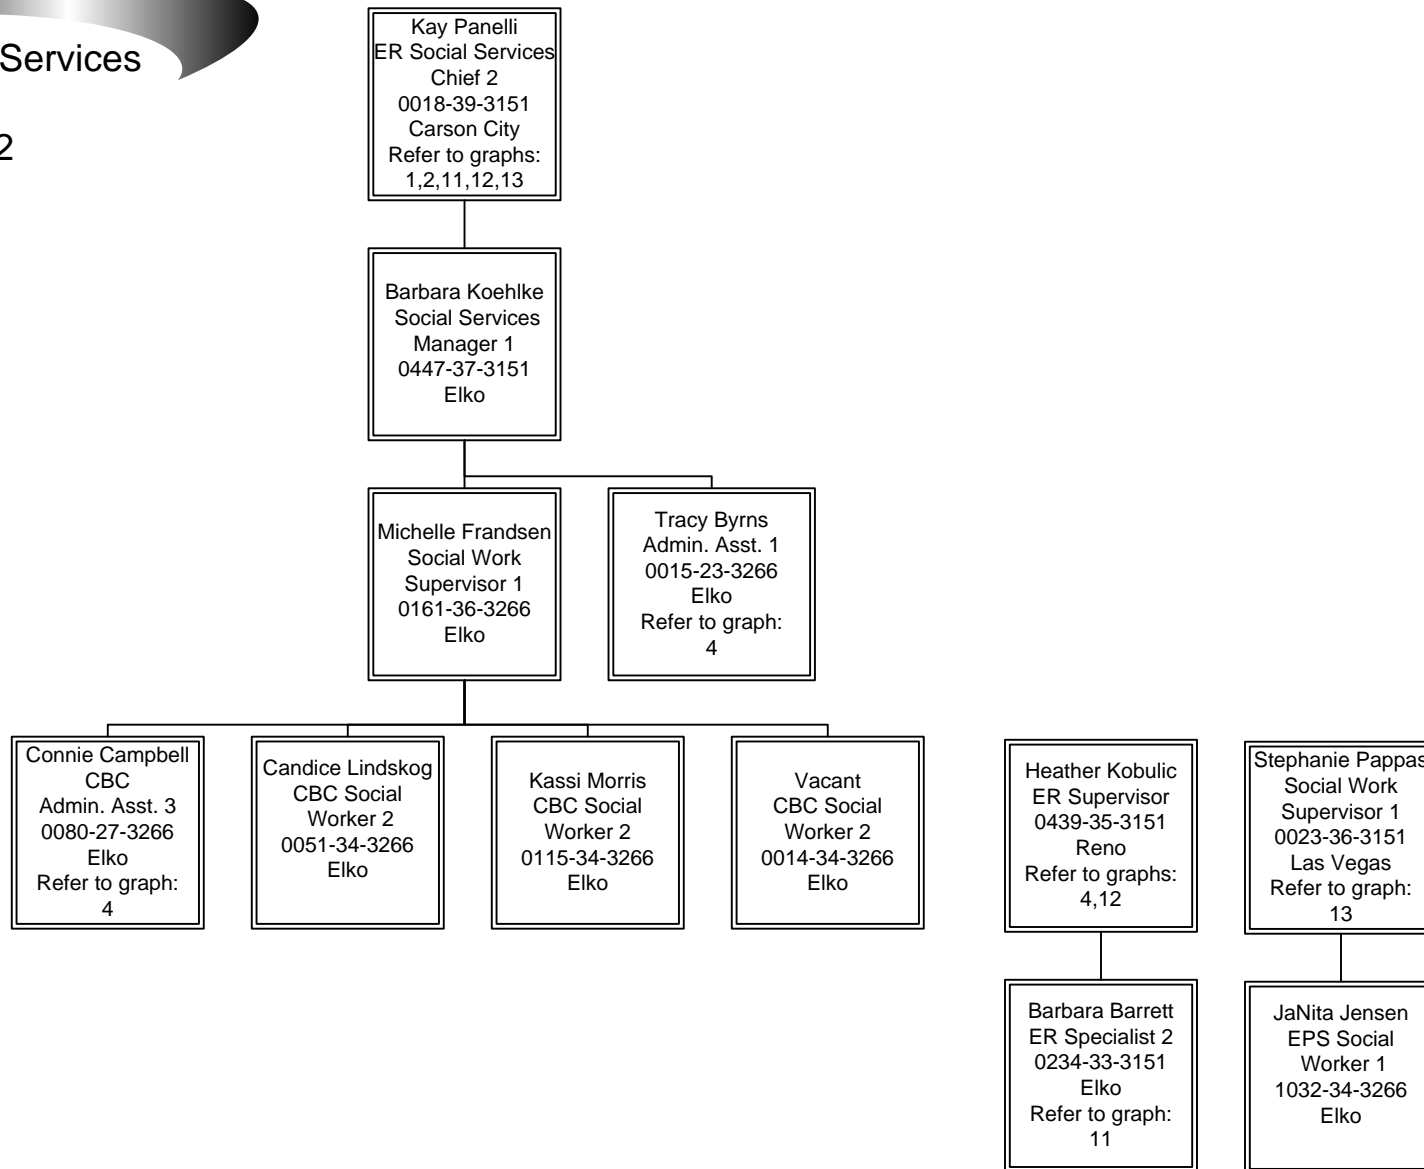 Services
2
Kay Panelli
ER Social Services
Chief 2
0018-39-3151
Carson City
Refer to graphs:
1,2,11,12,13
Barbara Koehlke
Social Services
Manager 1
0447-37-3151
Elko
Michelle Frandsen
Social Work
Supervisor 1
0161-36-3266
Elko
Tracy Byrns
Admin. Asst. 1
0015-23-3266
Elko
Refer to graph:
4
Connie Campbell
CBC
Admin. Asst. 3
0080-27-3266
Elko
Refer to graph:
4
Candice Lindskog
CBC Social
Worker 2
0051-34-3266
Elko
Kassi Morris
CBC Social
Worker 2
0115-34-3266
Elko
Vacant
CBC Social
Worker 2
0014-34-3266
Elko
Heather Kobulic
ER Supervisor
0439-35-3151
Reno
Refer to graphs:
4,12
Stephanie Pappas
Social Work
Supervisor 1
0023-36-3151
Las Vegas
Refer to graph:
13
Barbara Barrett
ER Specialist 2
0234-33-3151
Elko
Refer to graph:
11
JaNita Jensen
EPS Social
Worker 1
1032-34-3266
Elko